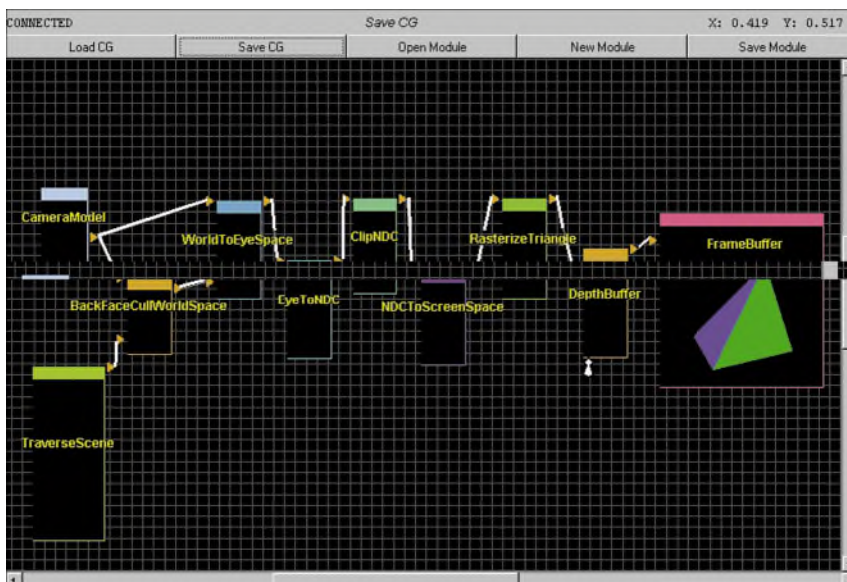 CONNECTED Save CG X: 0.419 Y: 0.517
Load CG Save CG Open Module New Module Save Module
CameraModel
WorldToEyeSpace
ClipNDC
RasterizeTriangle
FrameBuffer
BackFaceCullWorldSpace
EyeToNDC
NDCToScreenSpace
DepthBuffer
TraverseScene